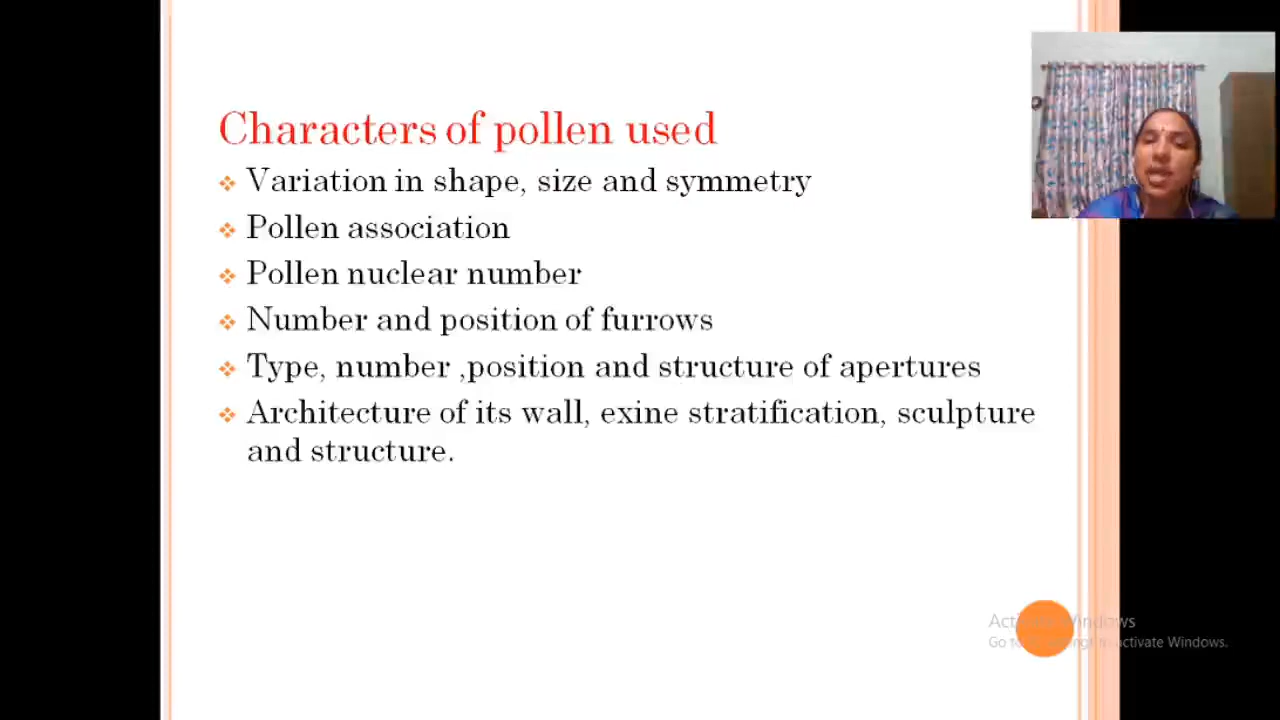 Characters of pollen used
❖ Variation in shape, size and symmetry
❖ Pollen association
❖ Pollen nuclear number
❖ Number and position of furrows
❖ Type, number ,position and structure of apertures
❖ Architecture of its wall, exine stratification, sculpture
and structure.
Activate Windows
Go to Settings to activate Windows.